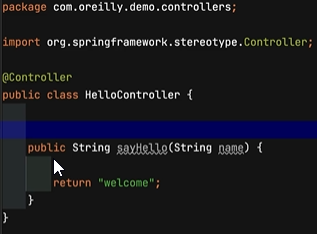 package com.oreilly.demo.controllers;
import org.springframework.stereotype.Controller;
@Controller
public class HelloController {
public String sayHello(String name) {
return "welcome";
}
}